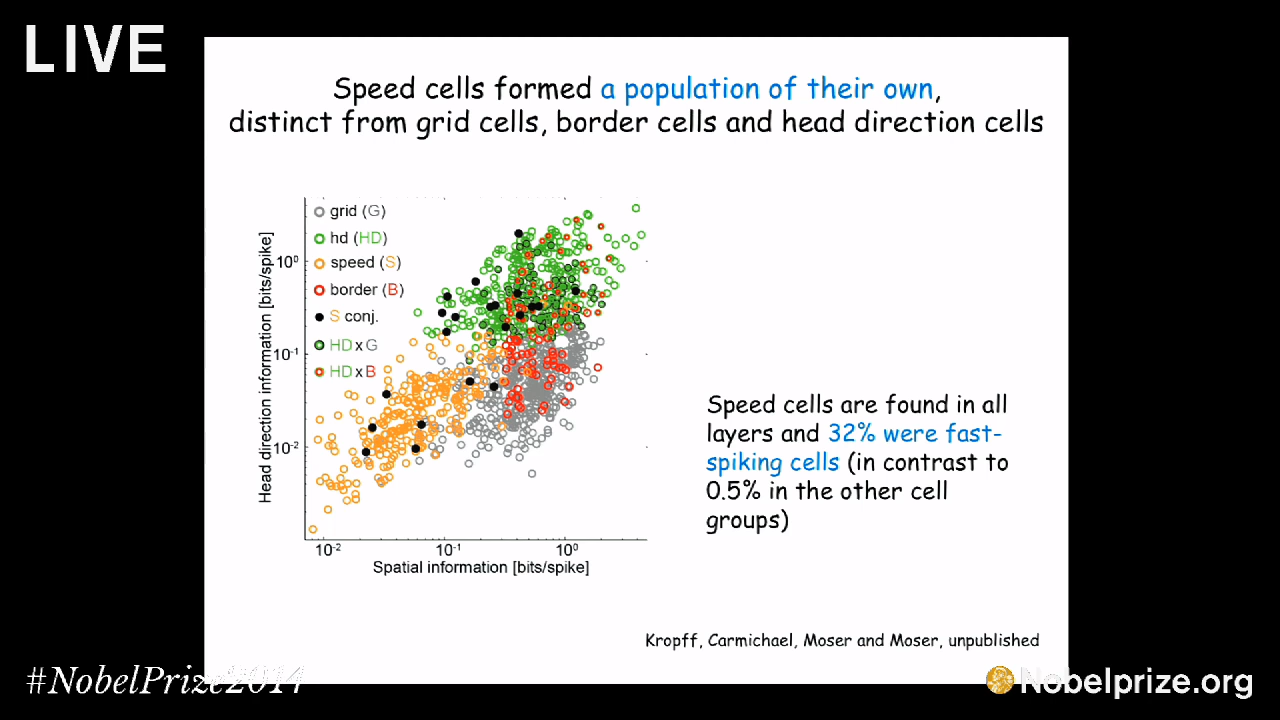 LIVE
Speed cells formed a population of their own,
distinct from grid cells, border cells and head direction cells
grid (G)
hd (HD)
speed (S)
border (B)
S conj.
HD x G
HD x B
10⁰
10⁻¹
10⁻²
Head direction information [bits/spike]
10⁻²
10⁻¹
10⁰
Spatial information [bits/spike]
Speed cells are found in all
layers and 32% were fast-
spiking cells (in contrast to
0.5% in the other cell
groups)
Kropff, Carmichael, Moser and Moser, unpublished
#NobelPrize2014
Nobelprize.org